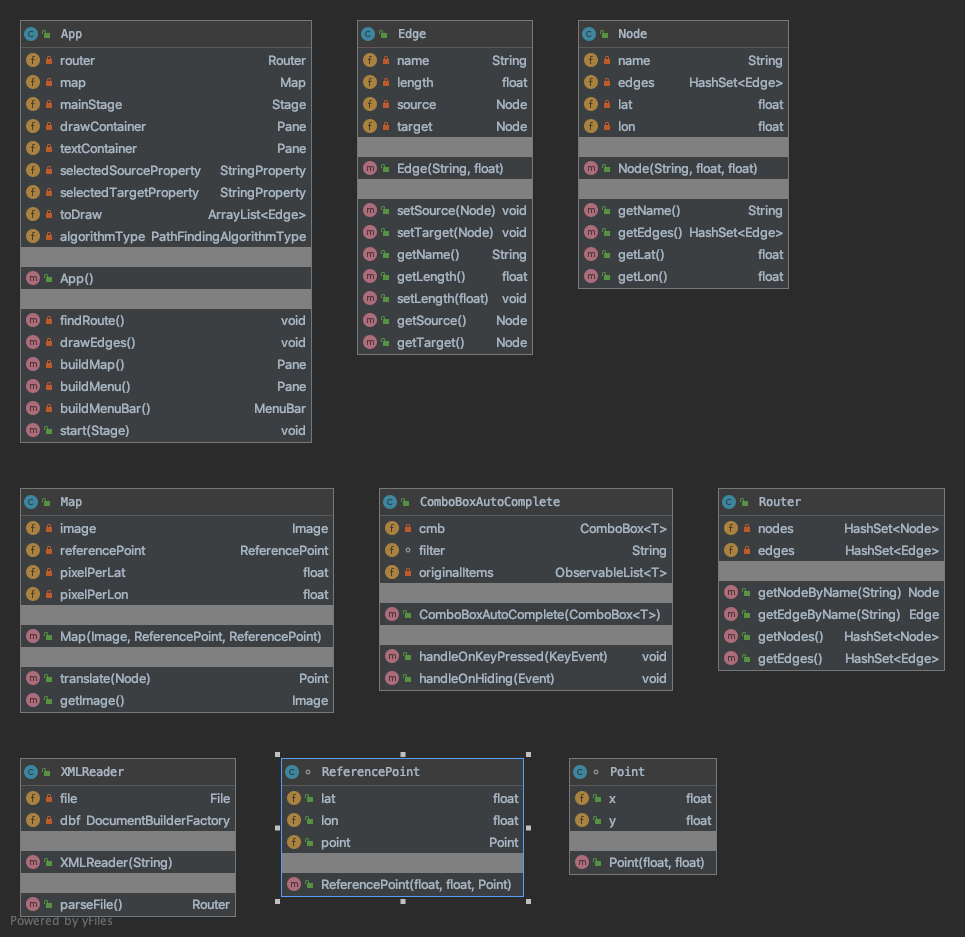 App
router Router
map Map
mainStage Stage
drawContainer Pane
textContainer Pane
selectedSourceProperty StringProperty
selectedTargetProperty StringProperty
toDraw ArrayList<Edge>
algorithmType PathFindingAlgorithmType
App()
findRoute() void
drawEdges() void
buildMap() Pane
buildMenu() Pane
buildMenuBar() MenuBar
start(Stage) void
Edge
name String
length float
source Node
target Node
Edge(String, float)
setSource(Node) void
setTarget(Node) void
getName() String
getLength() float
setLength(float) void
getSource() Node
getTarget() Node
Node
name String
edges HashSet<Edge>
lat float
lon float
Node(String, float, float)
getName() String
getEdges() HashSet<Edge>
getLat() float
getLon() float
Map
image Image
referencePoint ReferencePoint
pixelPerLat float
pixelPerLon float
Map(Image, ReferencePoint, ReferencePoint)
translate(Node) Point
getImage() Image
ComboBoxAutoComplete
cmb ComboBox<T>
filter String
originalItems ObservableList<T>
ComboBoxAutoComplete(ComboBox<T>)
handleOnKeyPressed(KeyEvent) void
handleOnHiding(Event) void
Router
nodes HashSet<Node>
edges HashSet<Edge>
getNodeByName(String) Node
getEdgeByName(String) Edge
getNodes() HashSet<Node>
getEdges() HashSet<Edge>
XMLReader
file File
dbf DocumentBuilderFactory
XMLReader(String)
parseFile() Router
ReferencePoint
lat float
lon float
point Point
ReferencePoint(float, float, Point)
Point
x float
y float
Point(float, float)
Powered by yFiles